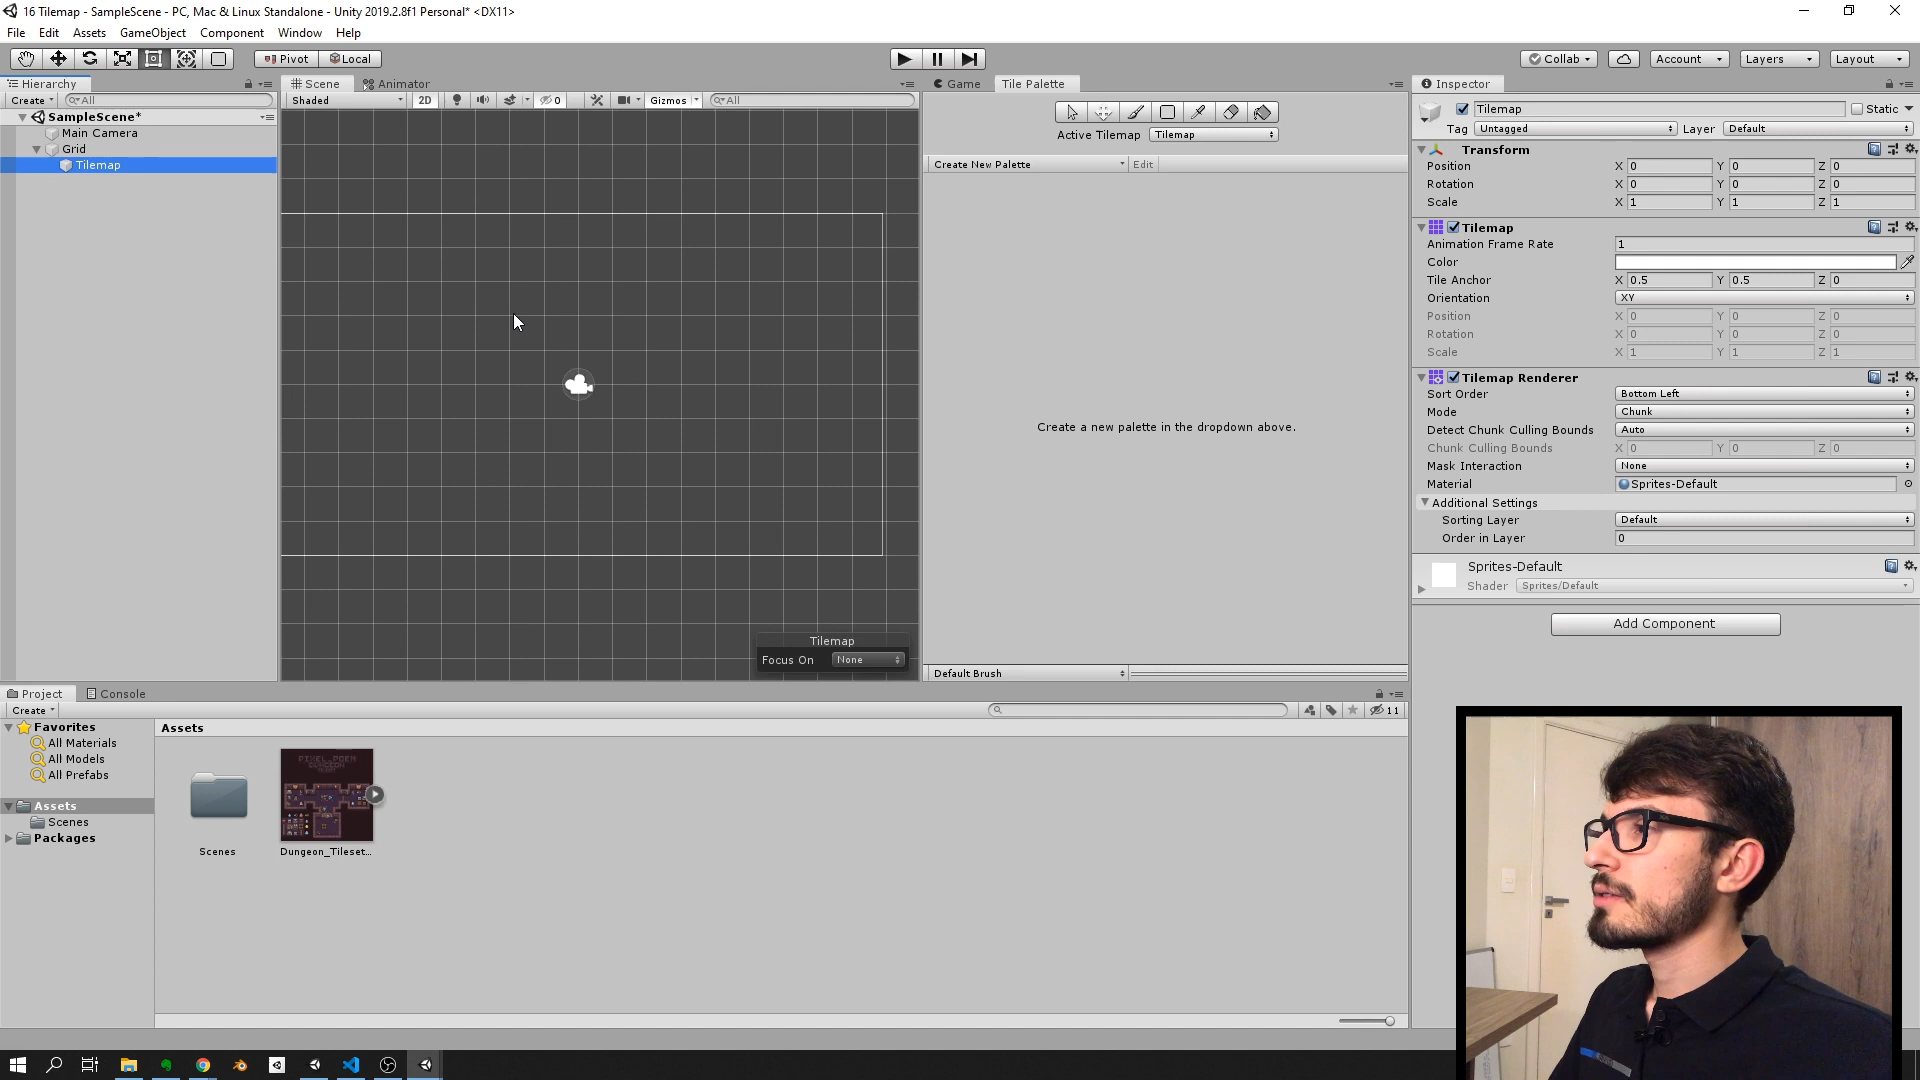 16 Tilemap - SampleScene - PC, Mac & Linux Standalone - Unity 2019.2.8f1 Personal* <DX11>
File Edit Assets GameObject Component Window Help
Pivot Local Collab Account Layers Layout
Hierarchy
Create All
SampleScene*
Main Camera
Grid
Tilemap
Scene Animator
Shaded 2D 0 Gizmos All
Tilemap
Focus On None
Game Tile Palette
Active Tilemap Tilemap
Create New Palette Edit
Create a new palette in the dropdown above.
Default Brush
Inspector
Tilemap Static
Tag Untagged Layer Default
Transform
Position X 0 Y 0 Z 0
Rotation X 0 Y 0 Z 0
Scale X 1 Y 1 Z 1
Tilemap
Animation Frame Rate 1
Color
Tile Anchor X 0.5 Y 0.5 Z 0
Orientation XY
Position X 0 Y 0 Z 0
Rotation X 0 Y 0 Z 0
Scale X 1 Y 1 Z 1
Tilemap Renderer
Sort Order Bottom Left
Mode Chunk
Detect Chunk Culling Bounds Auto
Chunk Culling Bounds X 0 Y 0 Z 0
Mask Interaction None
Material Sprites-Default
Additional Settings
Sorting Layer Default
Order in Layer 0
Sprites-Default
Shader Sprites/Default
Add Component
Project Console
Create 11
Favorites
All Materials
All Models
All Prefabs
Assets
Scenes
Packages
Assets
PIXEL POEM
DUNGEON
Scenes
Dungeon_Tileset...